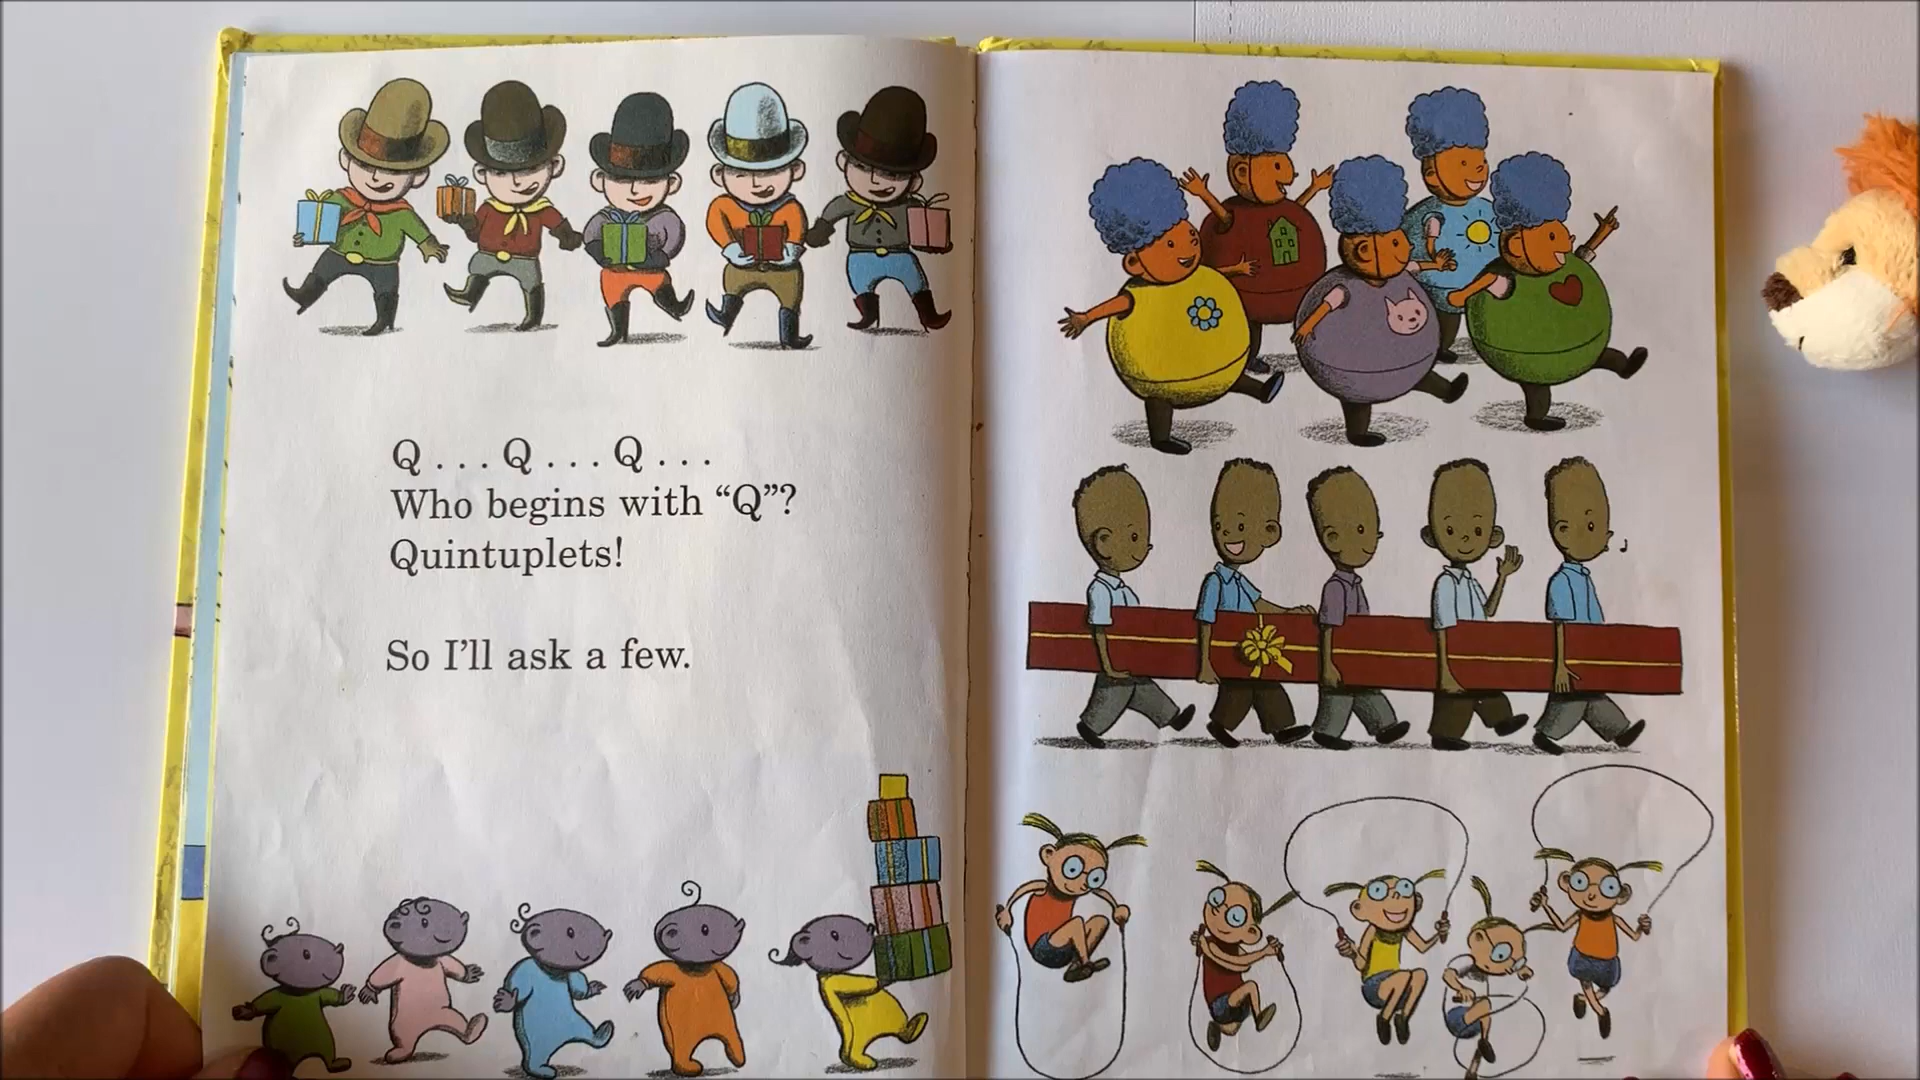 Q . . . Q . . . Q . . .
Who begins with “Q”?
Quintuplets!
So I’ll ask a few.